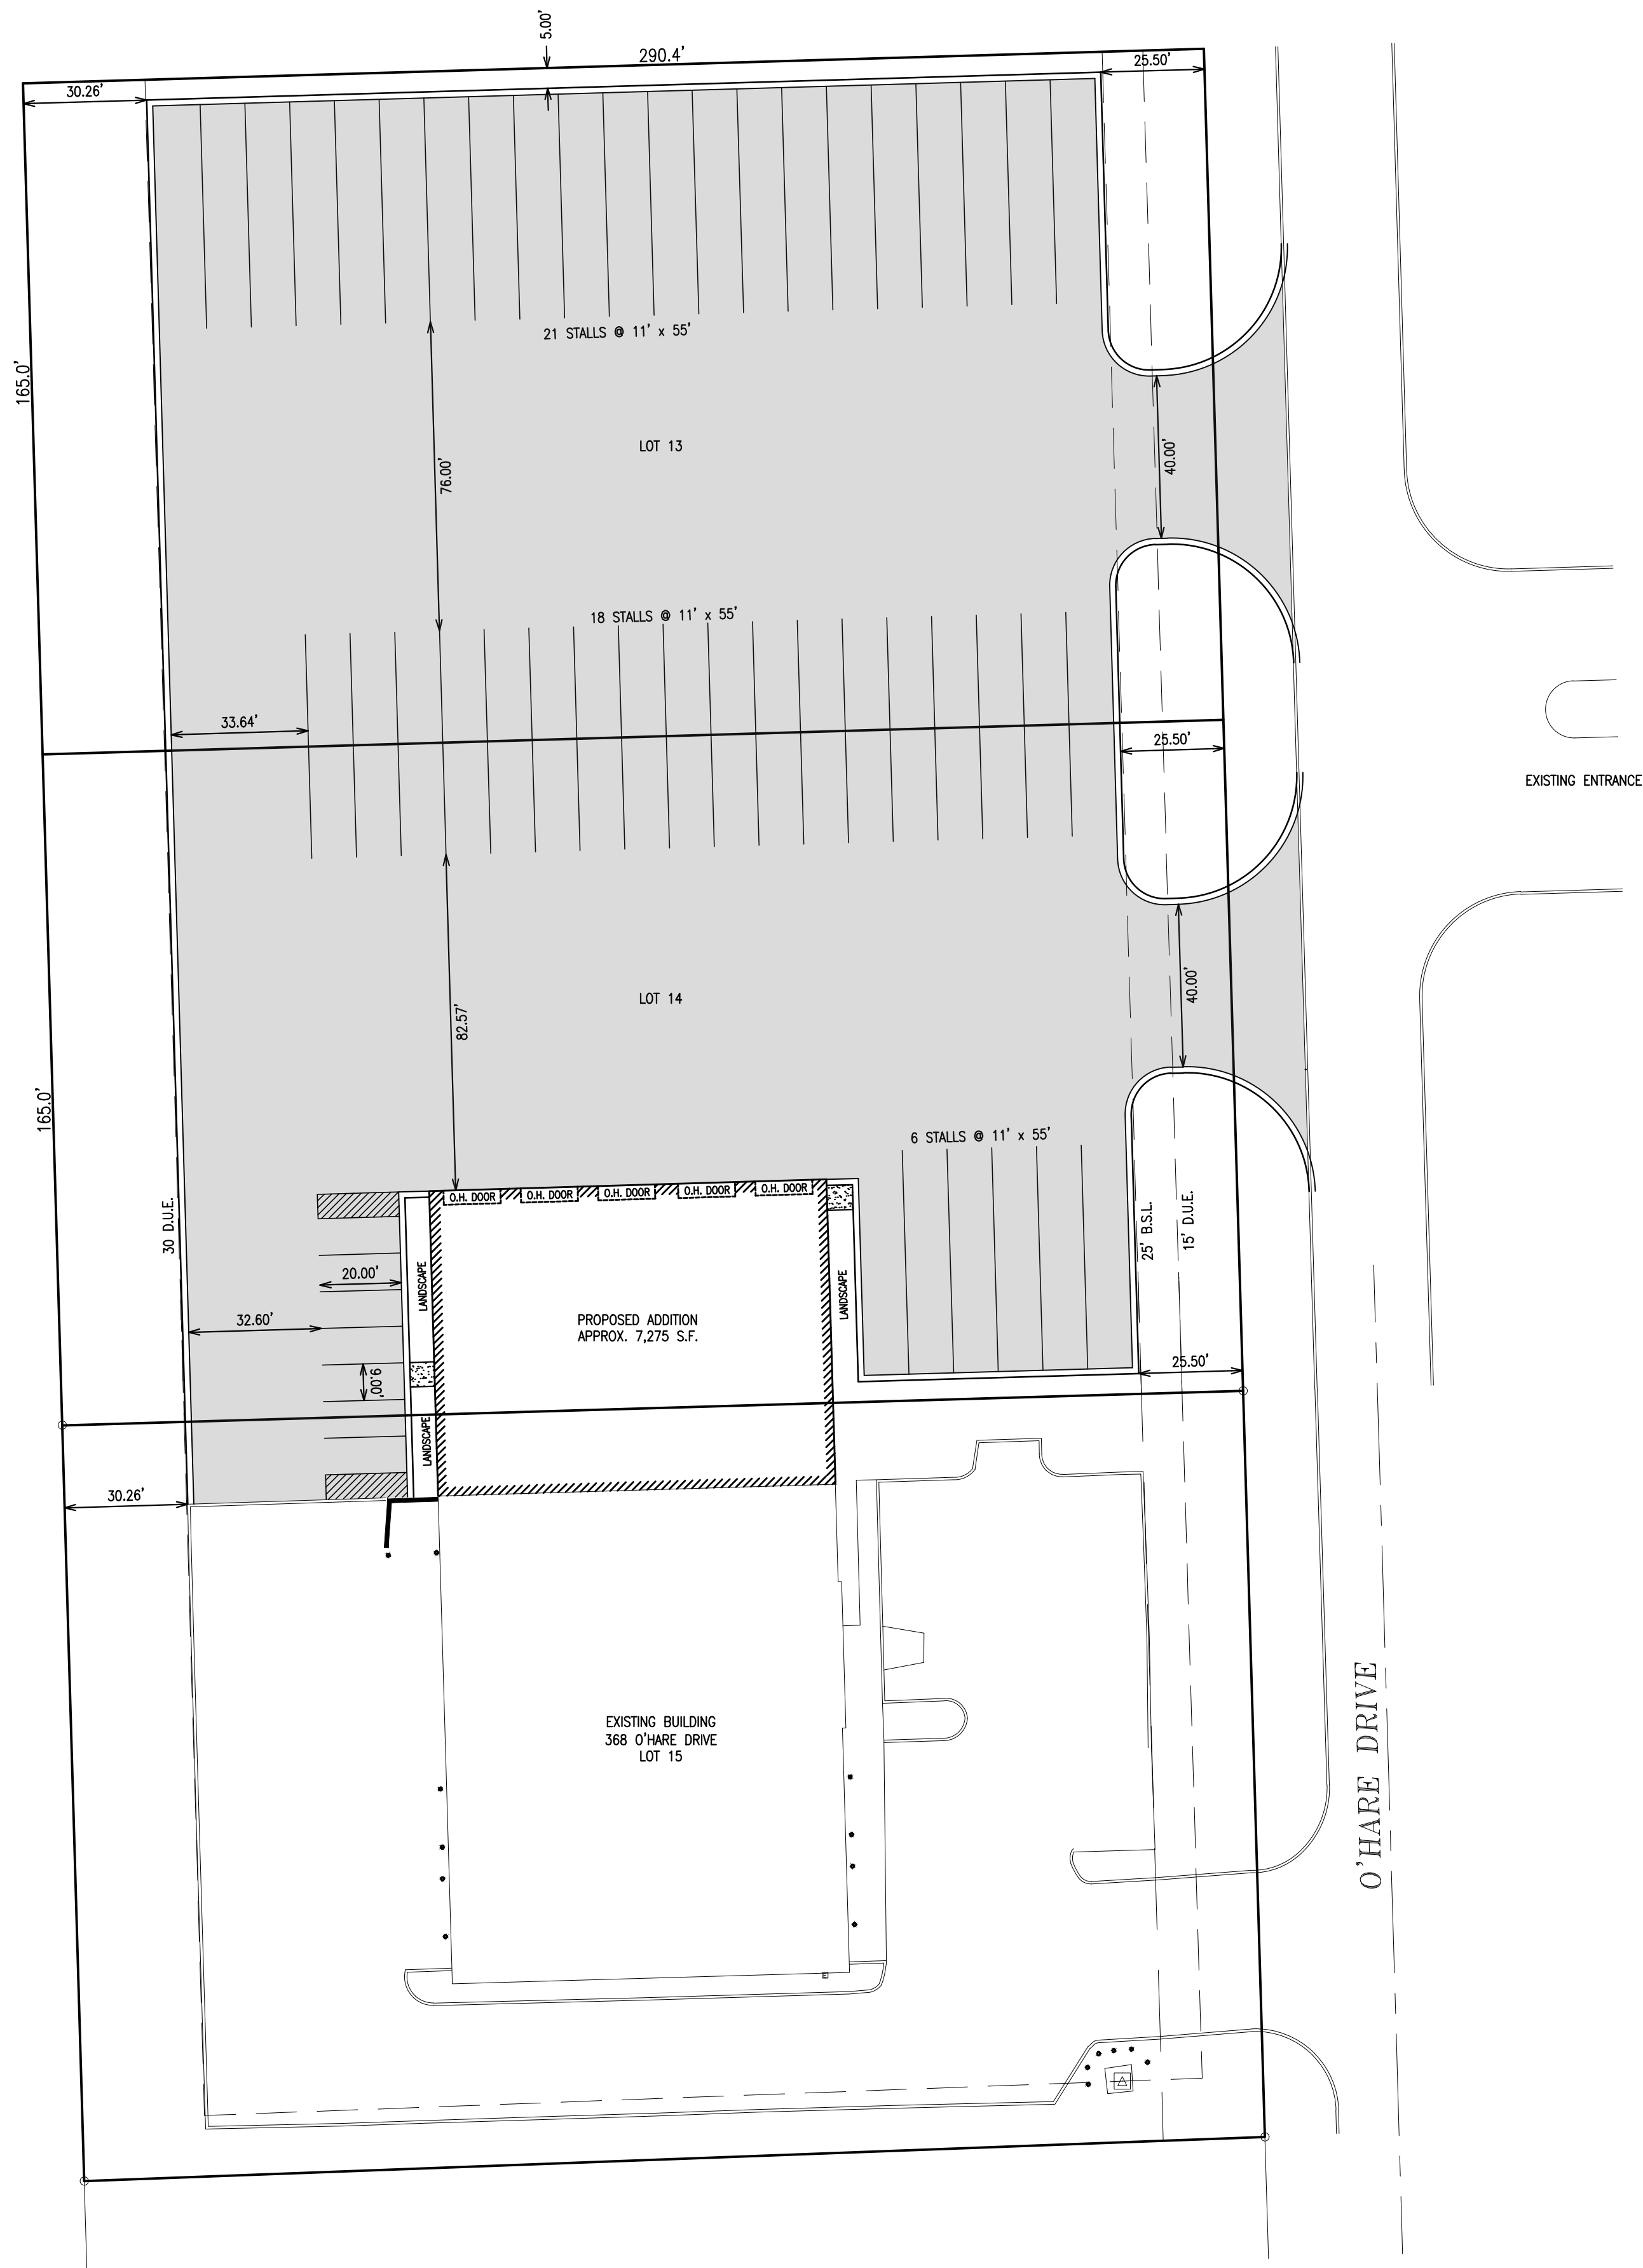 5.00'
290.4'
25.50'
30.26'
21 STALLS @ 11' x 55'
165.0'
LOT 13
76.00'
40.00'
18 STALLS @ 11' x 55'
33.64'
25.50'
EXISTING ENTRANCE
LOT 14
82.57'
40.00'
165.0'
6 STALLS @ 11' x 55'
O.H. DOOR
O.H. DOOR
O.H. DOOR
O.H. DOOR
O.H. DOOR
30 D.U.E.
25' B.S.L.
15' D.U.E.
20.00'
LANDSCAPE
LANDSCAPE
32.60'
PROPOSED ADDITION
APPROX. 7,275 S.F.
9.00'
25.50'
LANDSCAPE
30.26'
EXISTING BUILDING
368 O'HARE DRIVE
LOT 15
O'HARE DRIVE